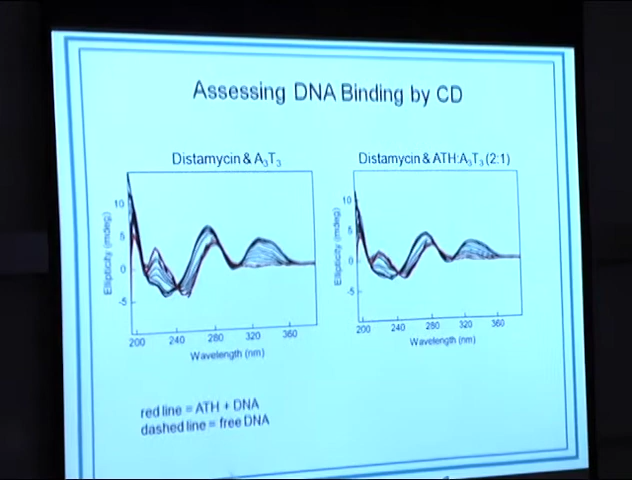 Assessing DNA Binding by CD
Distamycin & A₃T₃
Distamycin & ATH:A₃T₃ (2:1)
Ellipticity (mdeg)
10
5
0
-5
200 240 280 320 360
Wavelength (nm)
Ellipticity (mdeg)
10
5
0
-5
200 240 280 320 360
Wavelength (nm)
red line = ATH + DNA
dashed line = free DNA